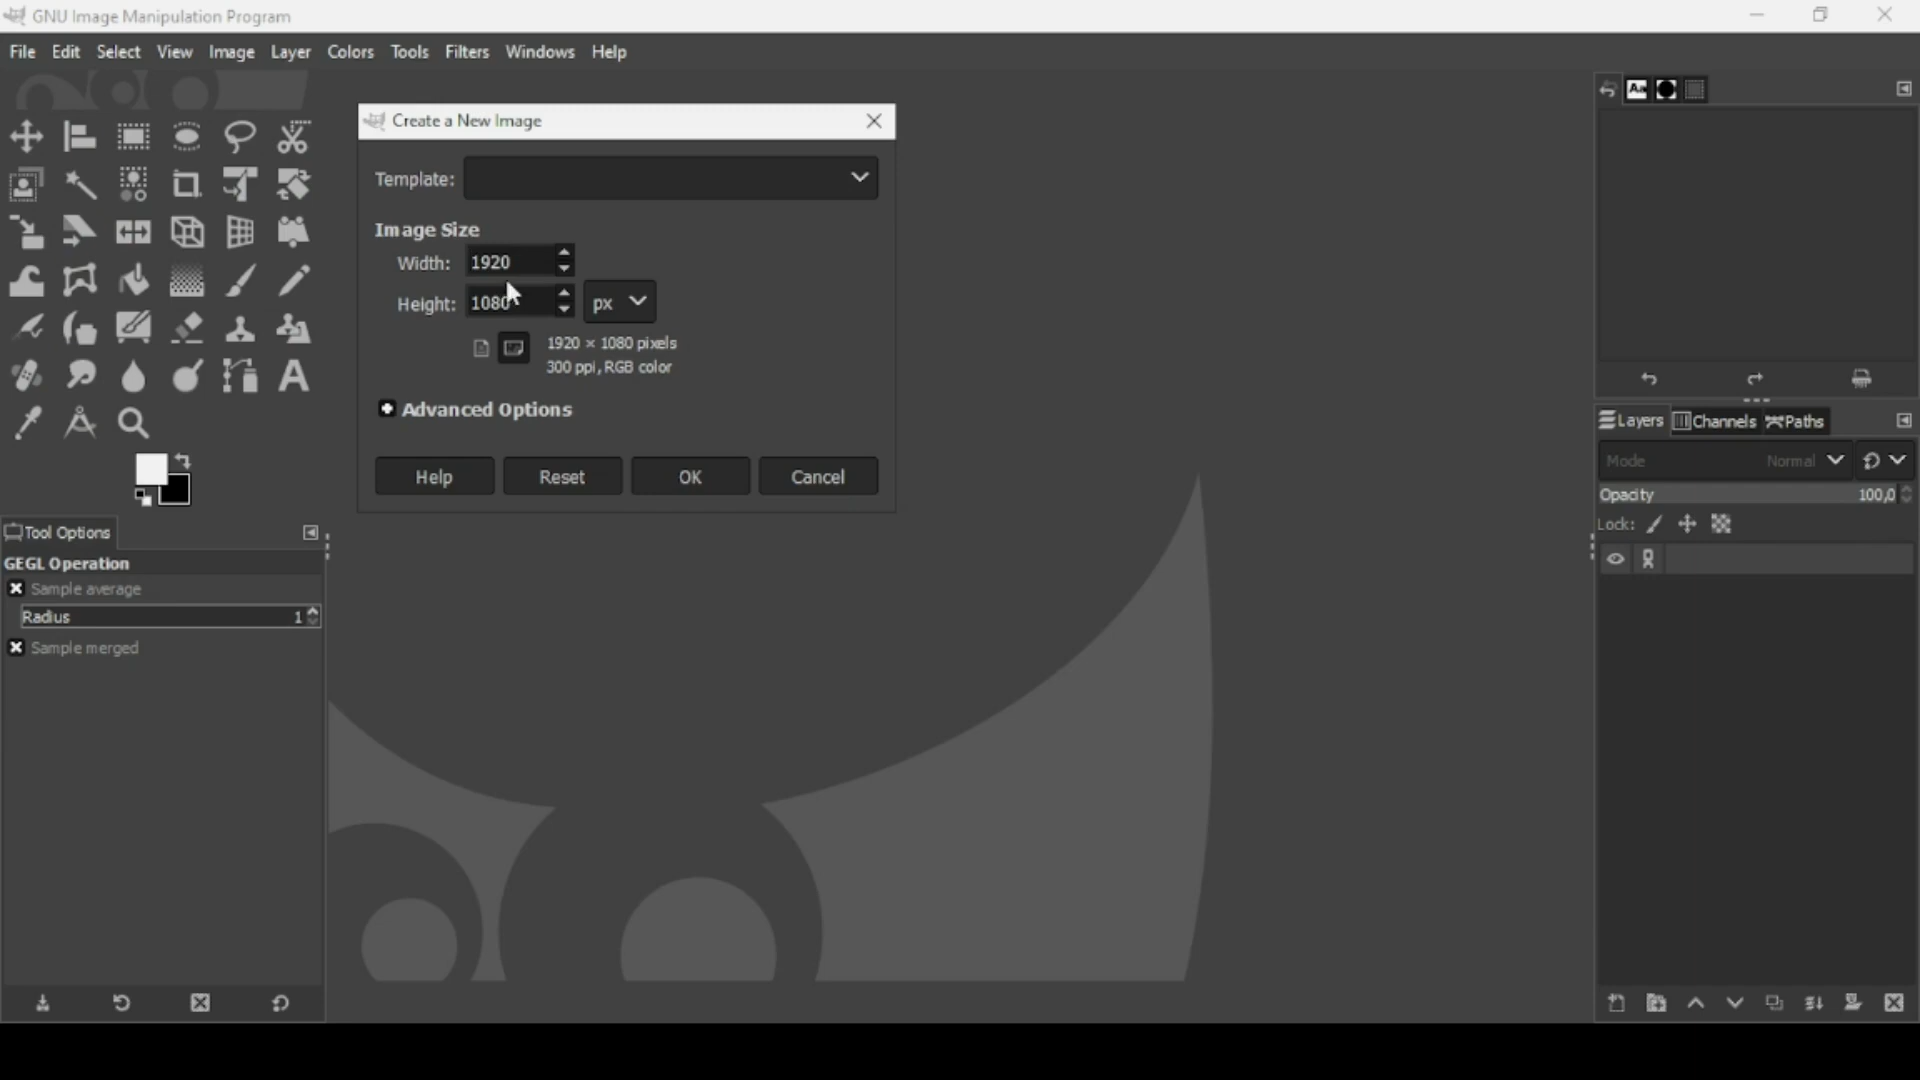 GNU Image Manipulation Program
File Edit Select View Image Layer Colors Tools Filters Windows Help
Create a New Image
Template:
Image Size
Width: 1920
Height: 1080 px
1920 × 1080 pixels
300 ppi, RGB color
Advanced Options
Help Reset OK Cancel
Tool Options
GEGL Operation
Sample average
Radius 1
Sample merged
Layers Channels Paths
Mode Normal
Opacity 100,0
Lock: